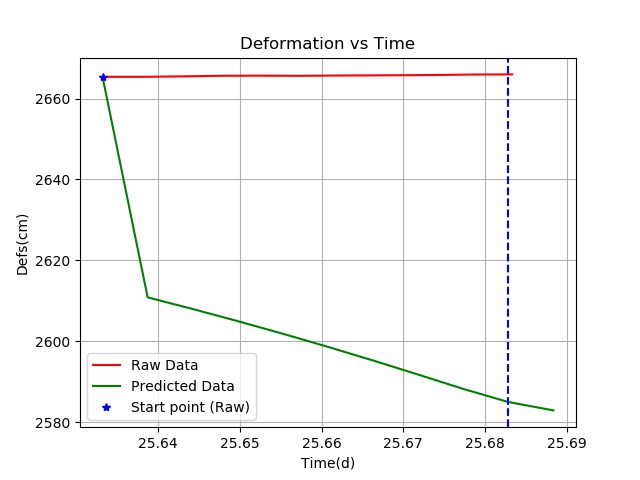 Deformation vs Time
Defs(cm)
2660
2640
2620
2600
2580
Raw Data
Predicted Data
Start point (Raw)
25.64 25.65 25.66 25.67 25.68 25.69
Time(d)